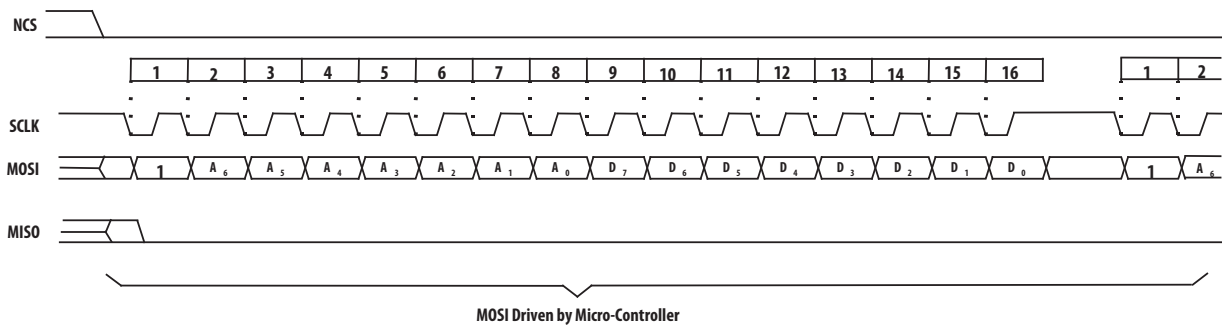 NCS
1 2 3 4 5 6 7 8 9 10 11 12 13 14 15 16 1 2
SCLK
MOSI 1 A6 A5 A4 A3 A2 A1 A0 D7 D6 D5 D4 D3 D2 D1 D0 1 A6
MISO
MOSI Driven by Micro-Controller